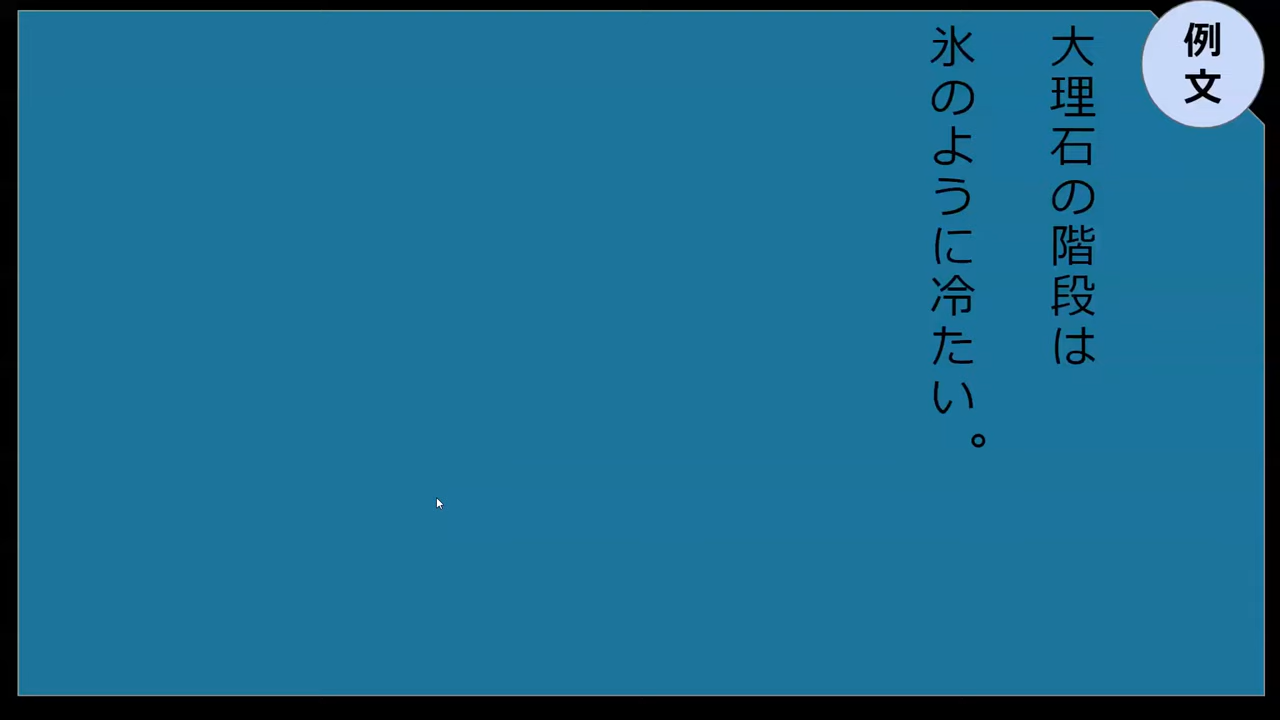 例文
大理石の階段は
氷のように冷たい。